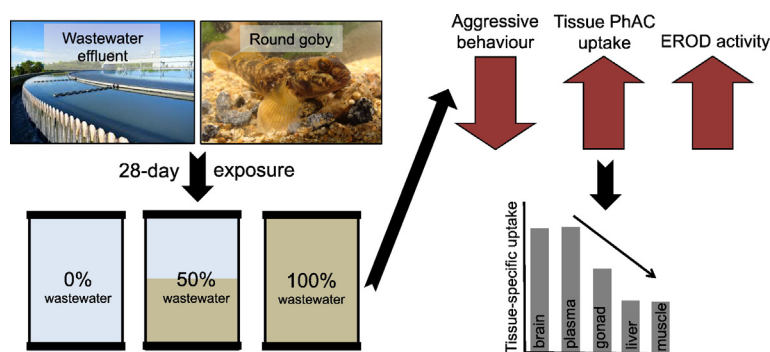 Wastewater
effluent
Round goby
28-day exposure
0%
wastewater
50%
wastewater
100%
wastewater
Aggressive
behaviour
Tissue PhAC
uptake
EROD activity
Tissue-specific uptake
brain
plasma
gonad
liver
muscle